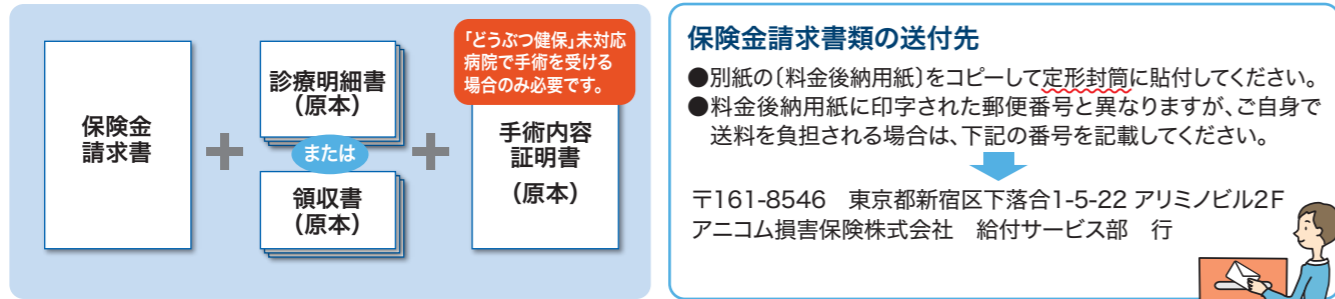 保険金
請求書
診療明細書
(原本)
または
領収書
(原本)
「どうぶつ健保」未対応
病院で手術を受ける
場合のみ必要です。
手術内容
証明書
(原本)
保険金請求書類の送付先
●別紙の〔料金後納用紙〕をコピーして定形封筒に貼付してください。
●料金後納用紙に印字された郵便番号と異なりますが、ご自身で
送料を負担される場合は、下記の番号を記載してください。
〒161-8546　東京都新宿区下落合1-5-22 アリミノビル2F
アニコム損害保険株式会社　給付サービス部　行